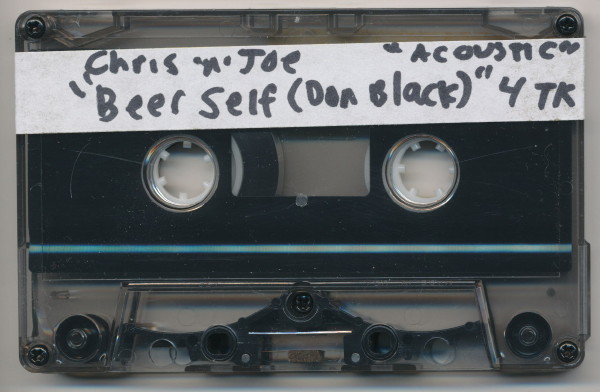 Chris 'n' Joe "ACOUSTIC"
"Beer Self (Don Black)" 4 TK